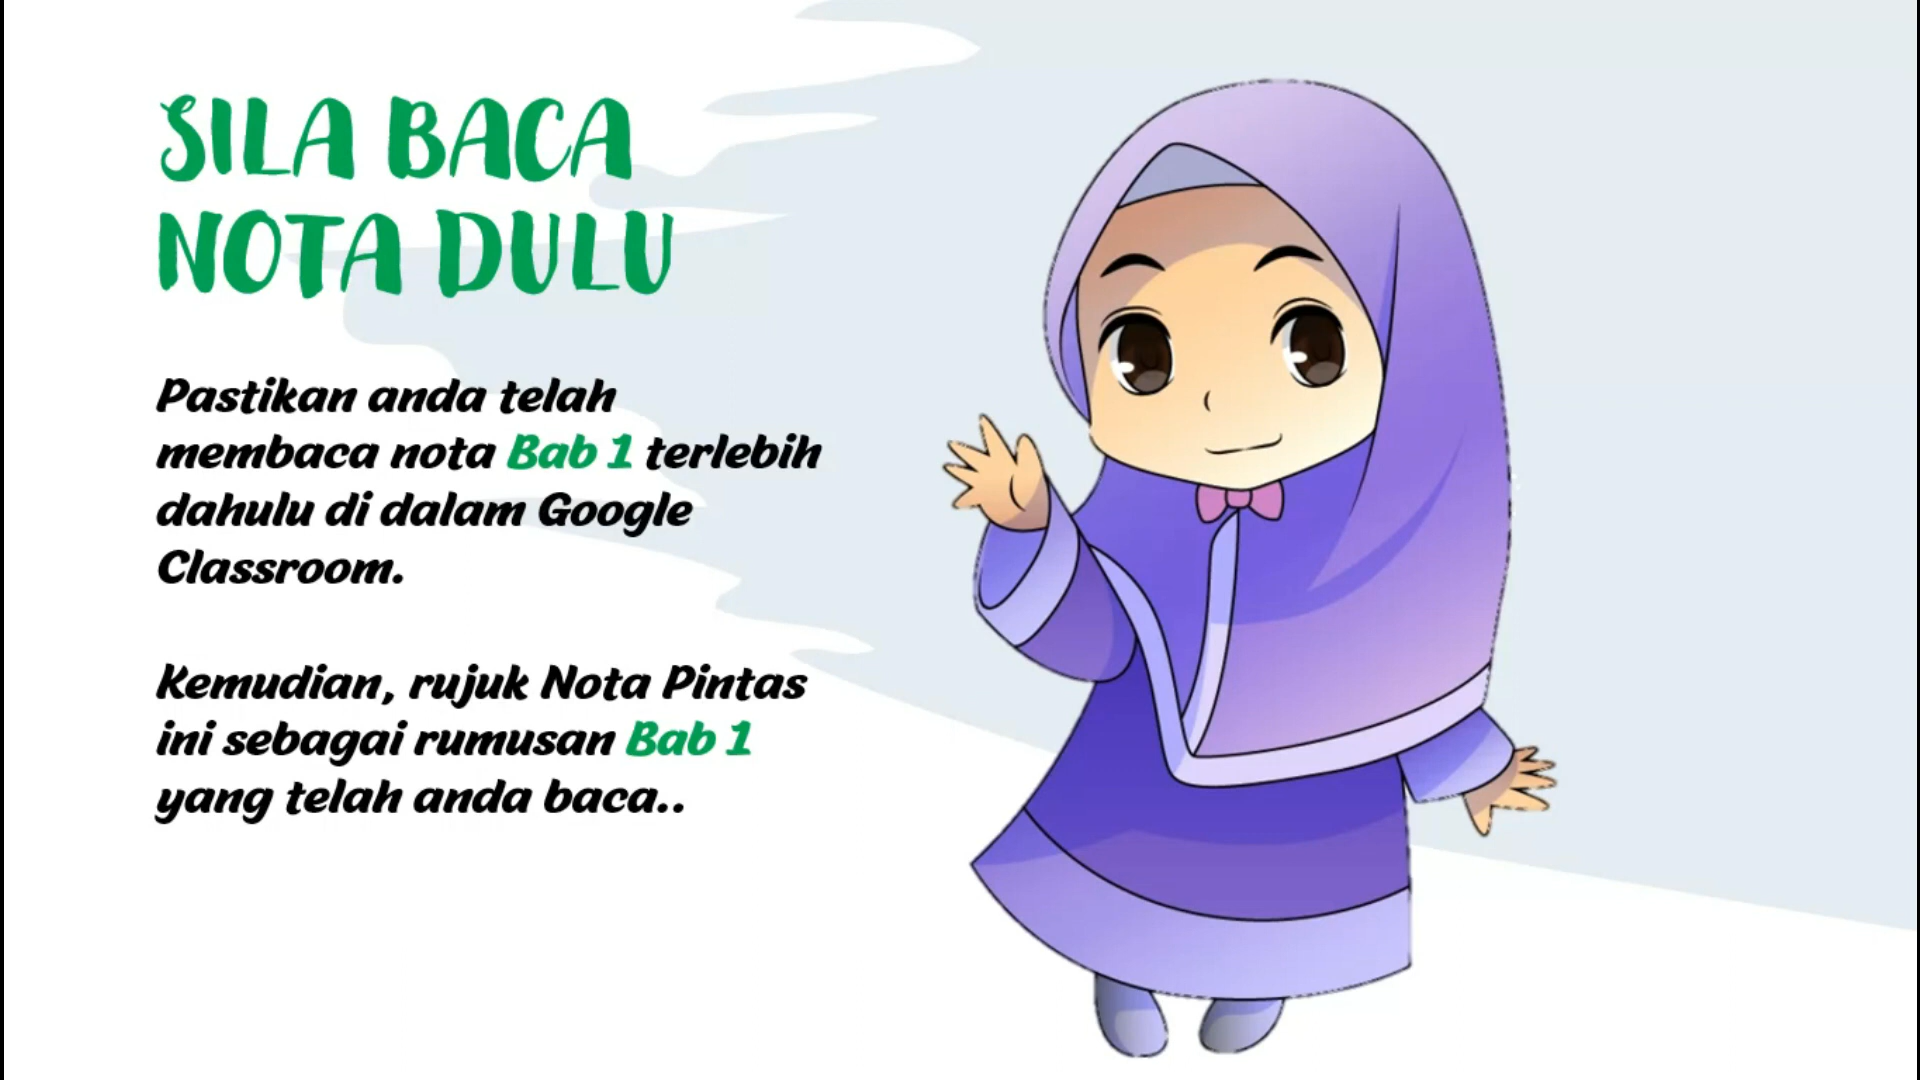 SILA BACA
NOTA DULU
Pastikan anda telah
membaca nota Bab 1 terlebih
dahulu di dalam Google
Classroom.
Kemudian, rujuk Nota Pintas
ini sebagai rumusan Bab 1
yang telah anda baca..